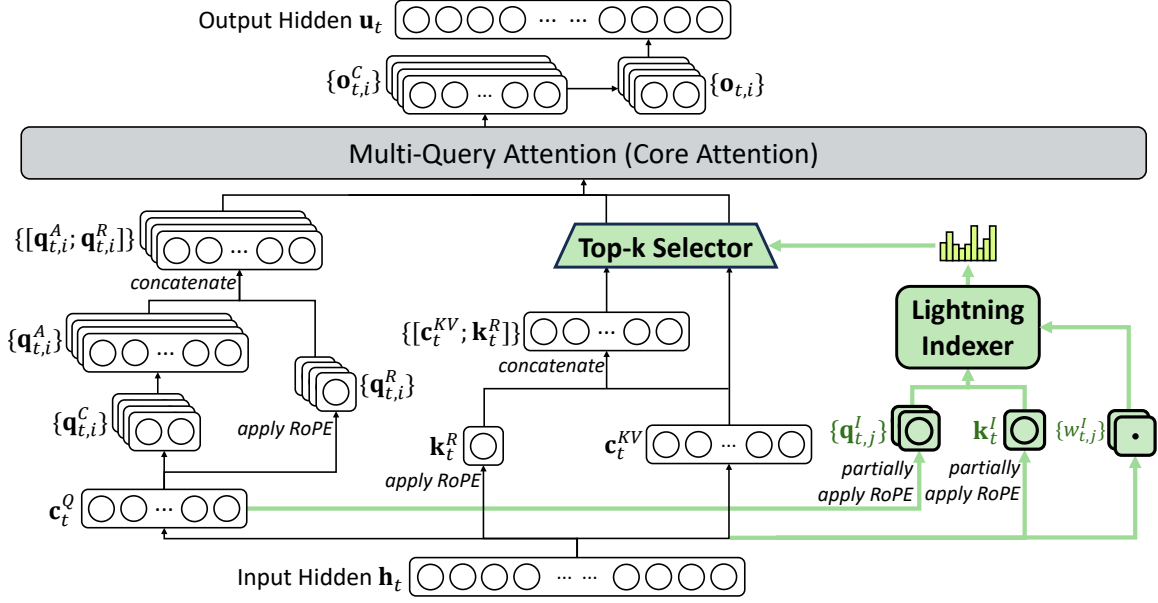 Output Hidden 𝐮_t
{𝐨^C_{t,i}}
{𝐨_{t,i}}
Multi-Query Attention (Core Attention)
{[𝐪^A_{t,i}; 𝐪^R_{t,i}]}
concatenate
Top-k Selector
Lightning
Indexer
{𝐪^A_{t,i}}
{[𝐜^{KV}_t; 𝐤^R_t]}
concatenate
{𝐪^R_{t,i}}
{𝐪^C_{t,i}}
apply RoPE
𝐤^R_t
apply RoPE
𝐜^{KV}_t
{𝐪^I_{t,j}}
partially
apply RoPE
𝐤^I_t
partially
apply RoPE
{w^I_{t,j}}
𝐜^Q_t
Input Hidden 𝐡_t